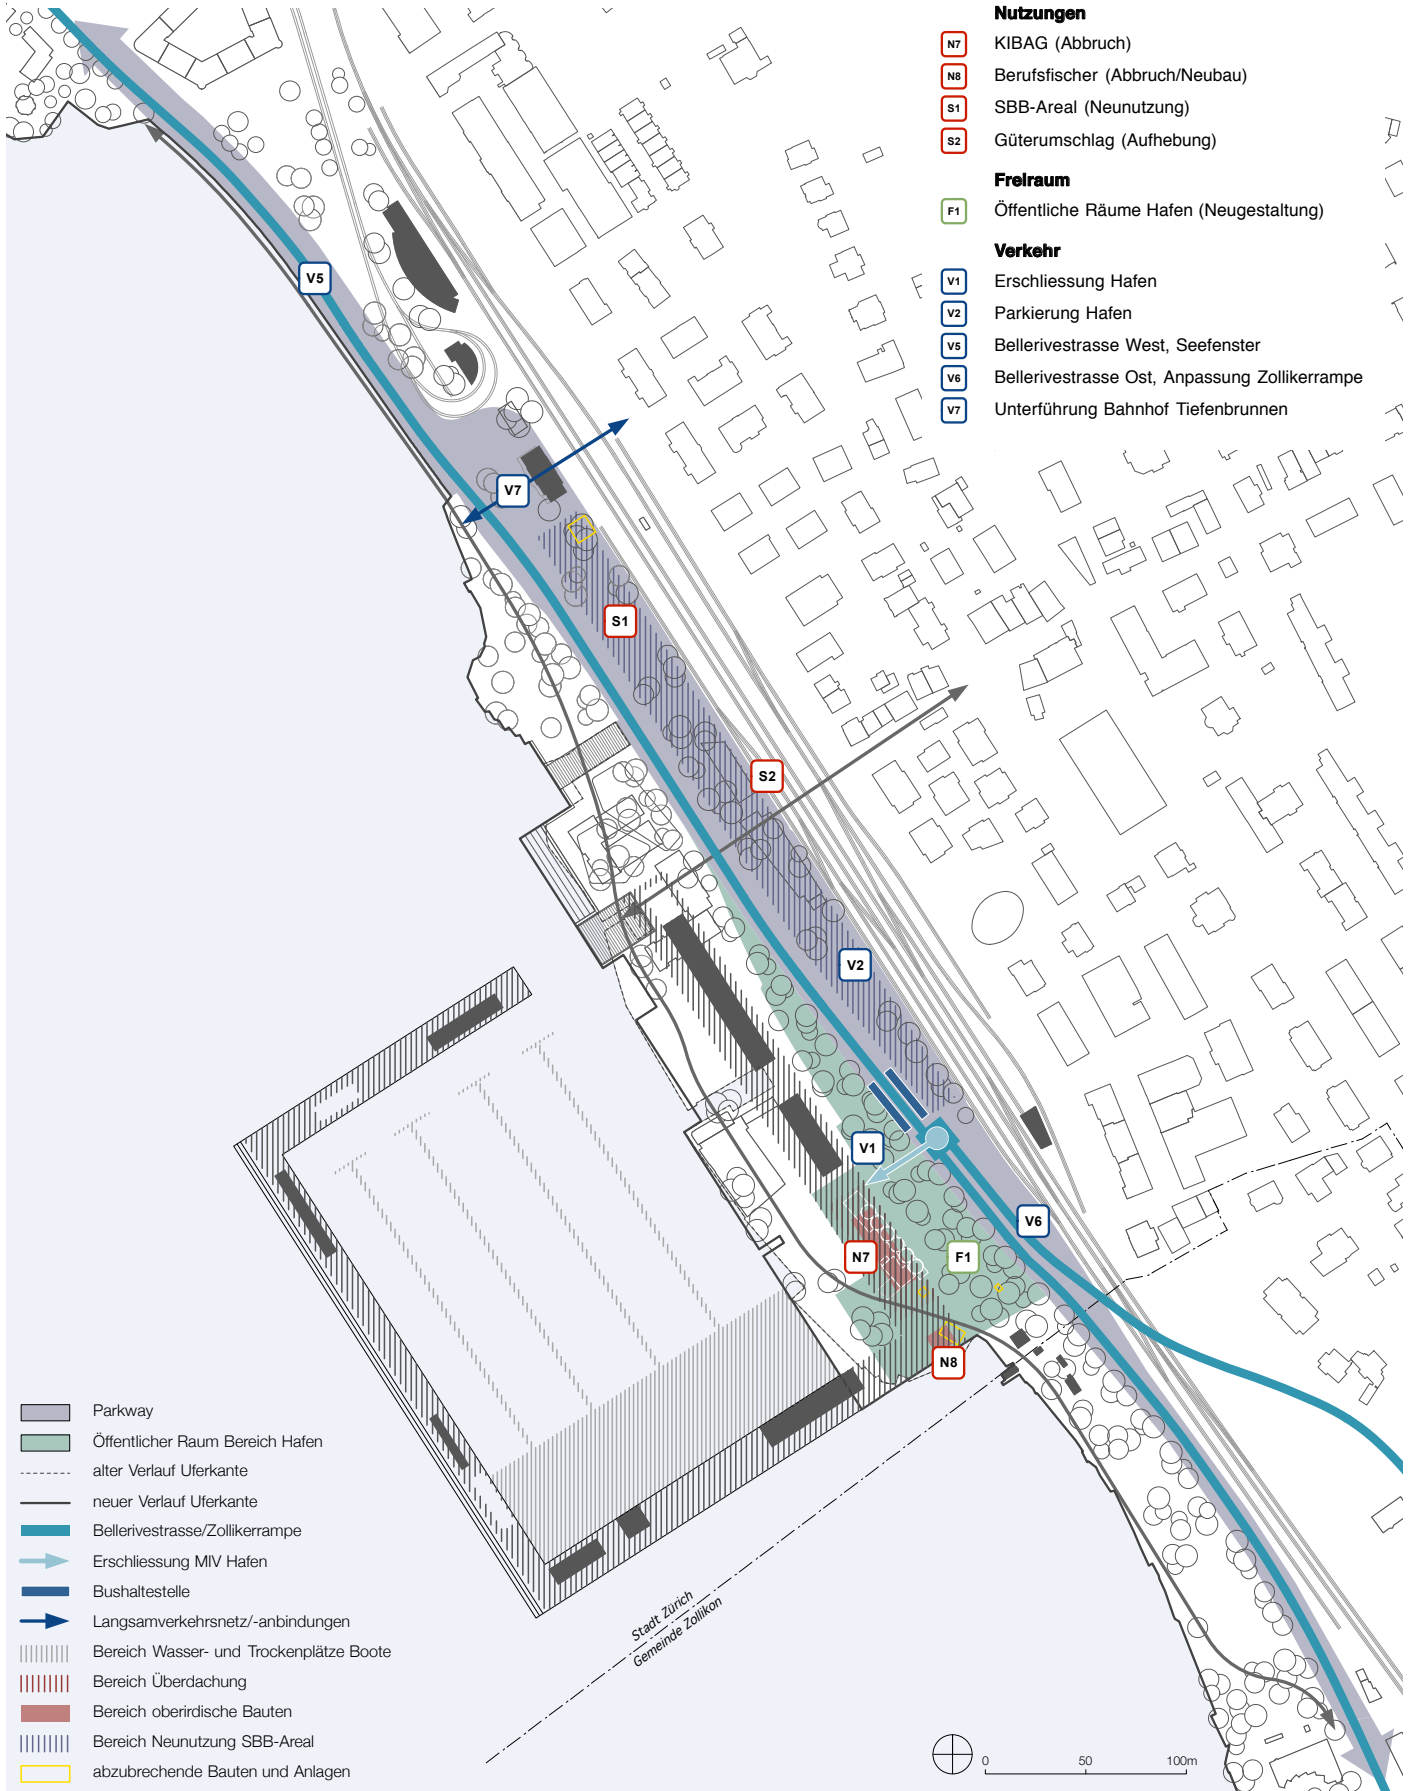 Nutzungen
N7 KIBAG (Abbruch)
N8 Berufsfischer (Abbruch/Neubau)
S1 SBB-Areal (Neunutzung)
S2 Güterumschlag (Aufhebung)
Freiraum
F1 Öffentliche Räume Hafen (Neugestaltung)
Verkehr
V1 Erschliessung Hafen
V2 Parkierung Hafen
V5 Bellerivestrasse West, Seefenster
V6 Bellerivestrasse Ost, Anpassung Zollikerrampe
V7 Unterführung Bahnhof Tiefenbrunnen
V5
V7
S1
S2
V2
V1
V6
N7
F1
N8
Stadt Zürich
Gemeinde Zollikon
Parkway
Öffentlicher Raum Bereich Hafen
alter Verlauf Uferkante
neuer Verlauf Uferkante
Bellerivestrasse/Zollikerrampe
Erschliessung MIV Hafen
Bushaltestelle
Langsamverkehrsnetz/-anbindungen
Bereich Wasser- und Trockenplätze Boote
Bereich Überdachung
Bereich oberirdische Bauten
Bereich Neunutzung SBB-Areal
abzubrechende Bauten und Anlagen
0 50 100m